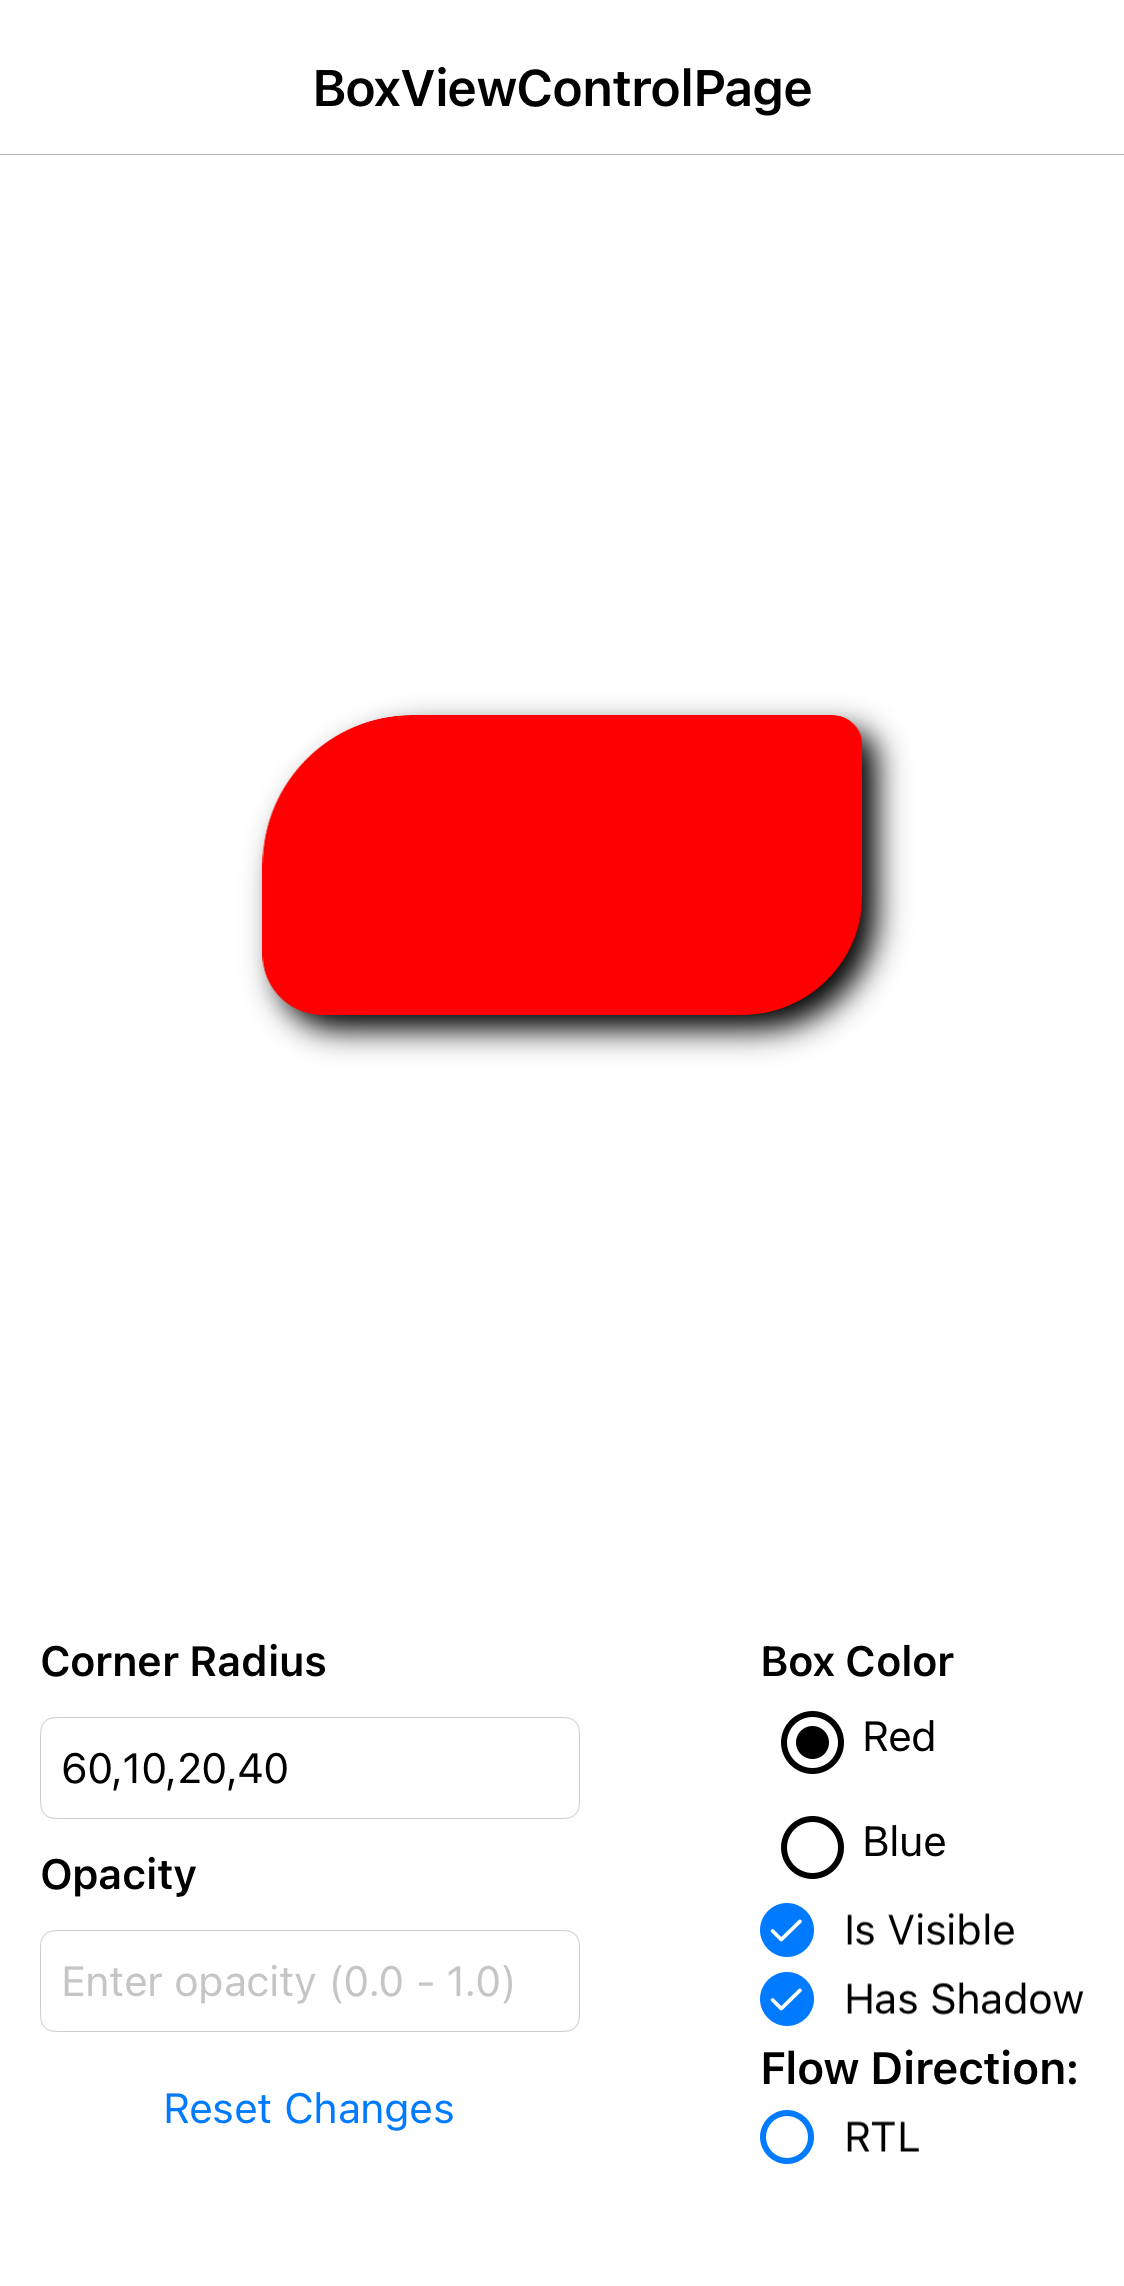 BoxViewControlPage
Corner Radius
60,10,20,40
Opacity
Enter opacity (0.0 - 1.0)
Reset Changes
Box Color
Red
Blue
Is Visible
Has Shadow
Flow Direction:
RTL